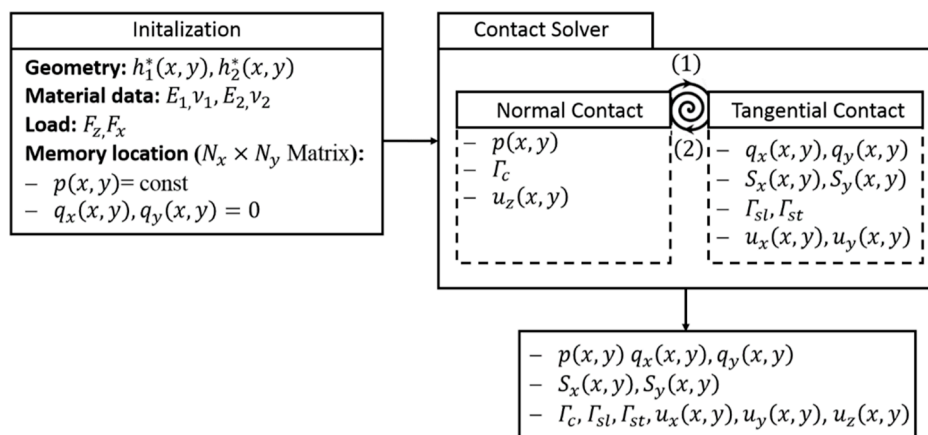 Initalization
Geometry: h₁*(x, y), h₂*(x, y)
Material data: E₁,ν₁, E₂,ν₂
Load: F_z,F_x
Memory location (N_x × N_y Matrix):
− p(x, y)= const
− q_x(x, y), q_y(x, y) = 0
Contact Solver
(1)
Normal Contact
Tangential Contact
(2)
− p(x, y)
− Γ_c
− u_z(x, y)
− q_x(x, y), q_y(x, y)
− S_x(x, y), S_y(x, y)
− Γ_sl, Γ_st
− u_x(x, y), u_y(x, y)
− p(x, y) q_x(x, y), q_y(x, y)
− S_x(x, y), S_y(x, y)
− Γ_c, Γ_sl, Γ_st, u_x(x, y), u_y(x, y), u_z(x, y)